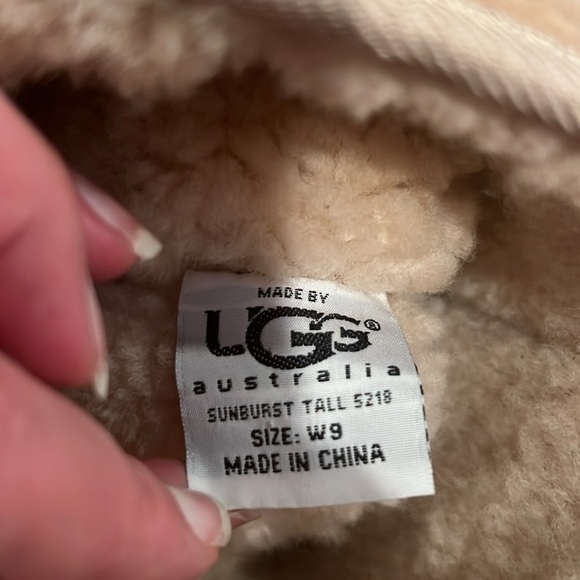 MADE BY
UGG®
australia
SUNBURST TALL 5218
SIZE: W9
MADE IN CHINA